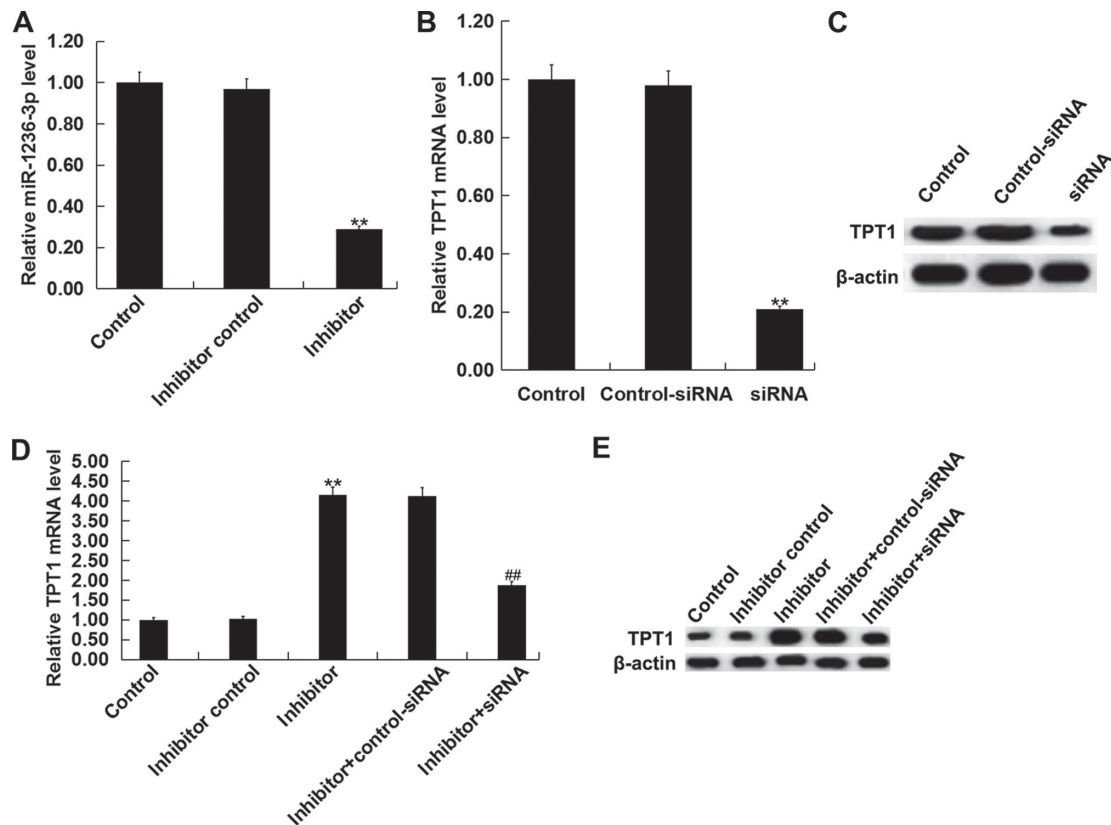 A
Relative miR-1236-3p level
1.20
1.00
0.80
0.60
0.40
0.20
0.00
**
Control
Inhibitor control
Inhibitor
B
Relative TPT1 mRNA level
1.20
1.00
0.80
0.60
0.40
0.20
0.00
**
Control
Control-siRNA
siRNA
C
Control
Control-siRNA
siRNA
TPT1
β-actin
D
Relative TPT1 mRNA level
5.00
4.50
4.00
3.50
3.00
2.50
2.00
1.50
1.00
0.50
0.00
**
##
Control
Inhibitor control
Inhibitor
Inhibitor+control-siRNA
Inhibitor+siRNA
E
Control
Inhibitor control
Inhibitor
Inhibitor+control-siRNA
Inhibitor+siRNA
TPT1
β-actin